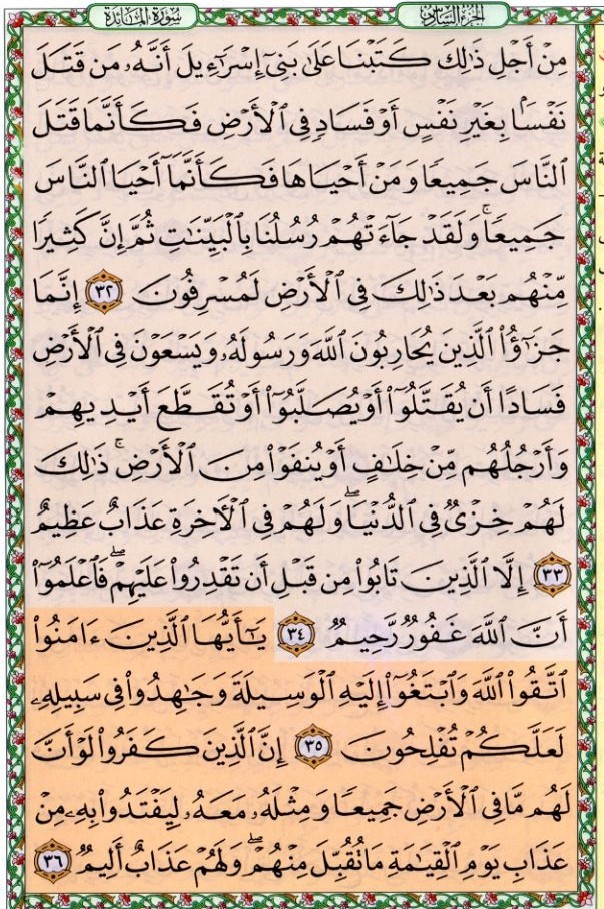 سُورَةُ المَائدة
الجزء السادس
مِنْ أَجْلِ ذَٰلِكَ كَتَبْنَا عَلَىٰ بَنِىٓ إِسْرَٰٓءِيلَ أَنَّهُۥ مَن قَتَلَ
نَفْسًۢا بِغَيْرِ نَفْسٍ أَوْ فَسَادٍ فِى ٱلْأَرْضِ فَكَأَنَّمَا قَتَلَ
ٱلنَّاسَ جَمِيعًا وَمَنْ أَحْيَاهَا فَكَأَنَّمَآ أَحْيَا ٱلنَّاسَ
جَمِيعًا ۚ وَلَقَدْ جَآءَتْهُمْ رُسُلُنَا بِٱلْبَيِّنَٰتِ ثُمَّ إِنَّ كَثِيرًا
مِّنْهُم بَعْدَ ذَٰلِكَ فِى ٱلْأَرْضِ لَمُسْرِفُونَ ٣٢ إِنَّمَا
جَزَٰٓؤُا۟ ٱلَّذِينَ يُحَارِبُونَ ٱللَّهَ وَرَسُولَهُۥ وَيَسْعَوْنَ فِى ٱلْأَرْضِ
فَسَادًا أَن يُقَتَّلُوٓا۟ أَوْ يُصَلَّبُوٓا۟ أَوْ تُقَطَّعَ أَيْدِيهِمْ
وَأَرْجُلُهُم مِّنْ خِلَٰفٍ أَوْ يُنفَوْا۟ مِنَ ٱلْأَرْضِ ۚ ذَٰلِكَ
لَهُمْ خِزْىٌ فِى ٱلدُّنْيَا ۖ وَلَهُمْ فِى ٱلْءَاخِرَةِ عَذَابٌ عَظِيمٌ
٣٣ إِلَّا ٱلَّذِينَ تَابُوا۟ مِن قَبْلِ أَن تَقْدِرُوا۟ عَلَيْهِمْ ۖ فَٱعْلَمُوٓا۟
أَنَّ ٱللَّهَ غَفُورٌ رَّحِيمٌ ٣٤ يَٰٓأَيُّهَا ٱلَّذِينَ ءَامَنُوا۟
ٱتَّقُوا۟ ٱللَّهَ وَٱبْتَغُوٓا۟ إِلَيْهِ ٱلْوَسِيلَةَ وَجَٰهِدُوا۟ فِى سَبِيلِهِۦ
لَعَلَّكُمْ تُفْلِحُونَ ٣٥ إِنَّ ٱلَّذِينَ كَفَرُوا۟ لَوْ أَنَّ
لَهُم مَّا فِى ٱلْأَرْضِ جَمِيعًا وَمِثْلَهُۥ مَعَهُۥ لِيَفْتَدُوا۟ بِهِۦ مِنْ
عَذَابِ يَوْمِ ٱلْقِيَٰمَةِ مَا تُقُبِّلَ مِنْهُمْ ۖ وَلَهُمْ عَذَابٌ أَلِيمٌ ٣٦